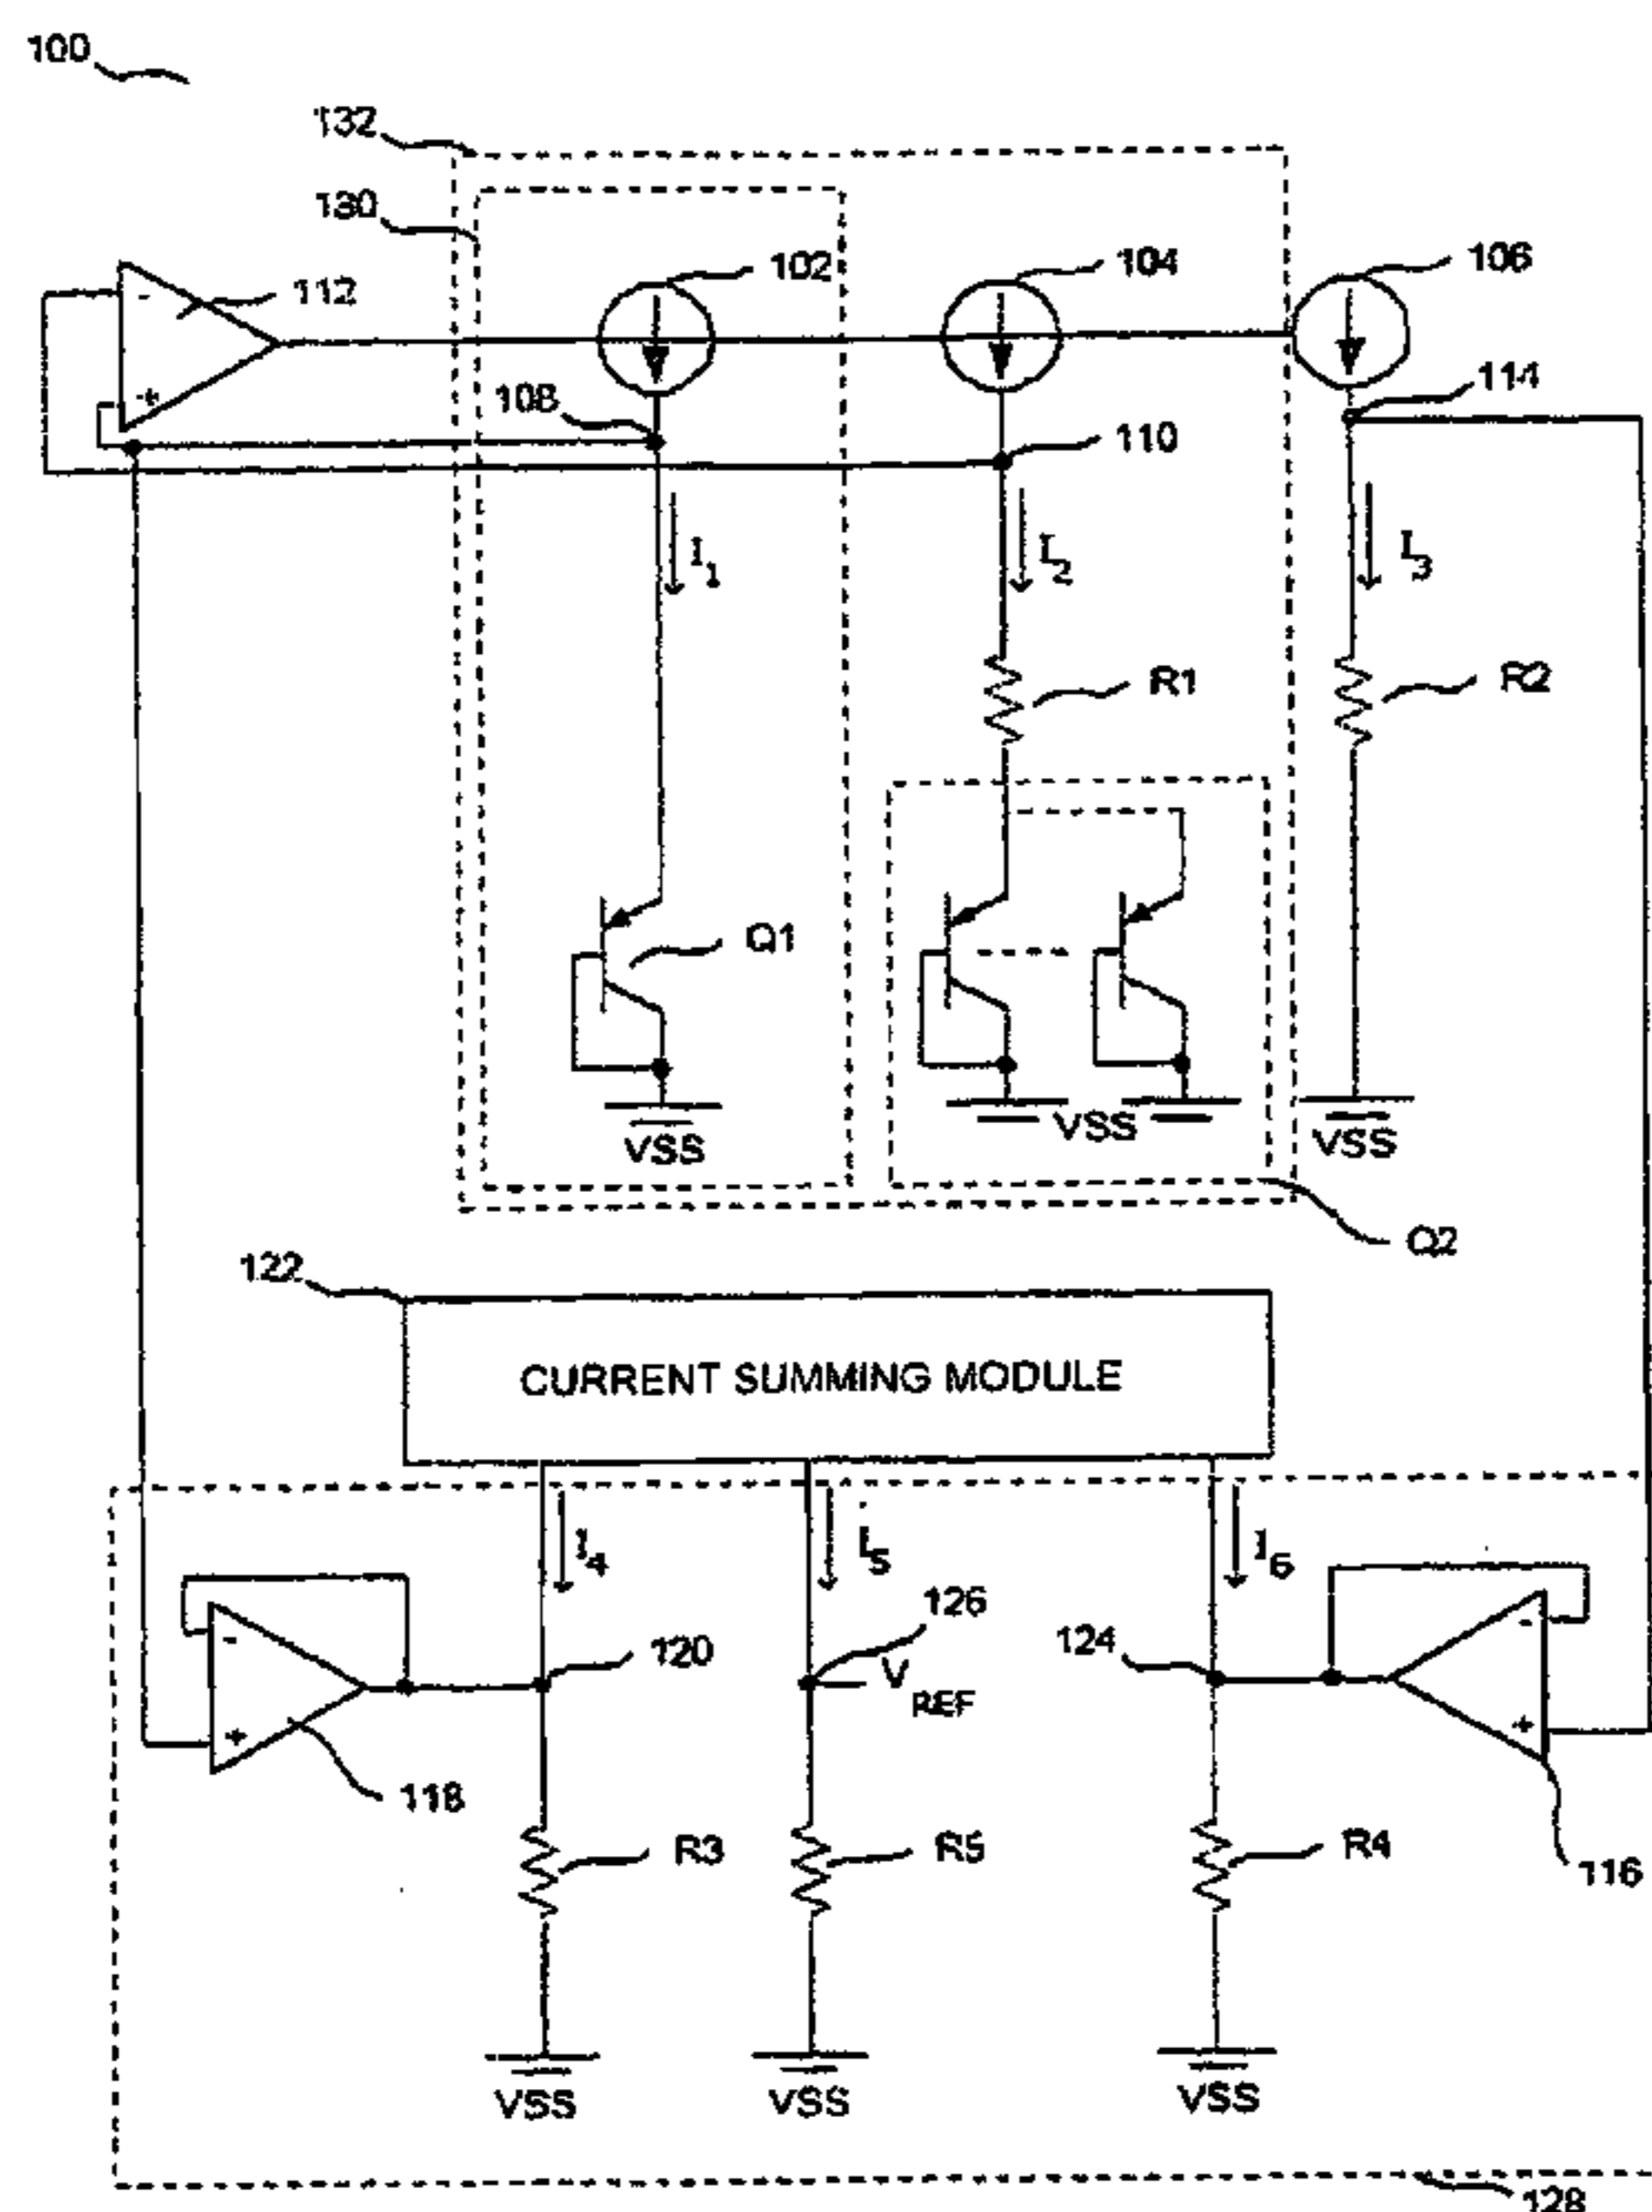 100
132
130
102
104
106
-
112
+
108
114
110
I1
I2
I3
R1
R2
Q1
VSS
VSS
VSS
Q2
122
CURRENT SUMMING MODULE
I4
I5
I6
126
-
120
VREF
124
-
+
+
118
R3
R5
R4
116
VSS
VSS
VSS
128